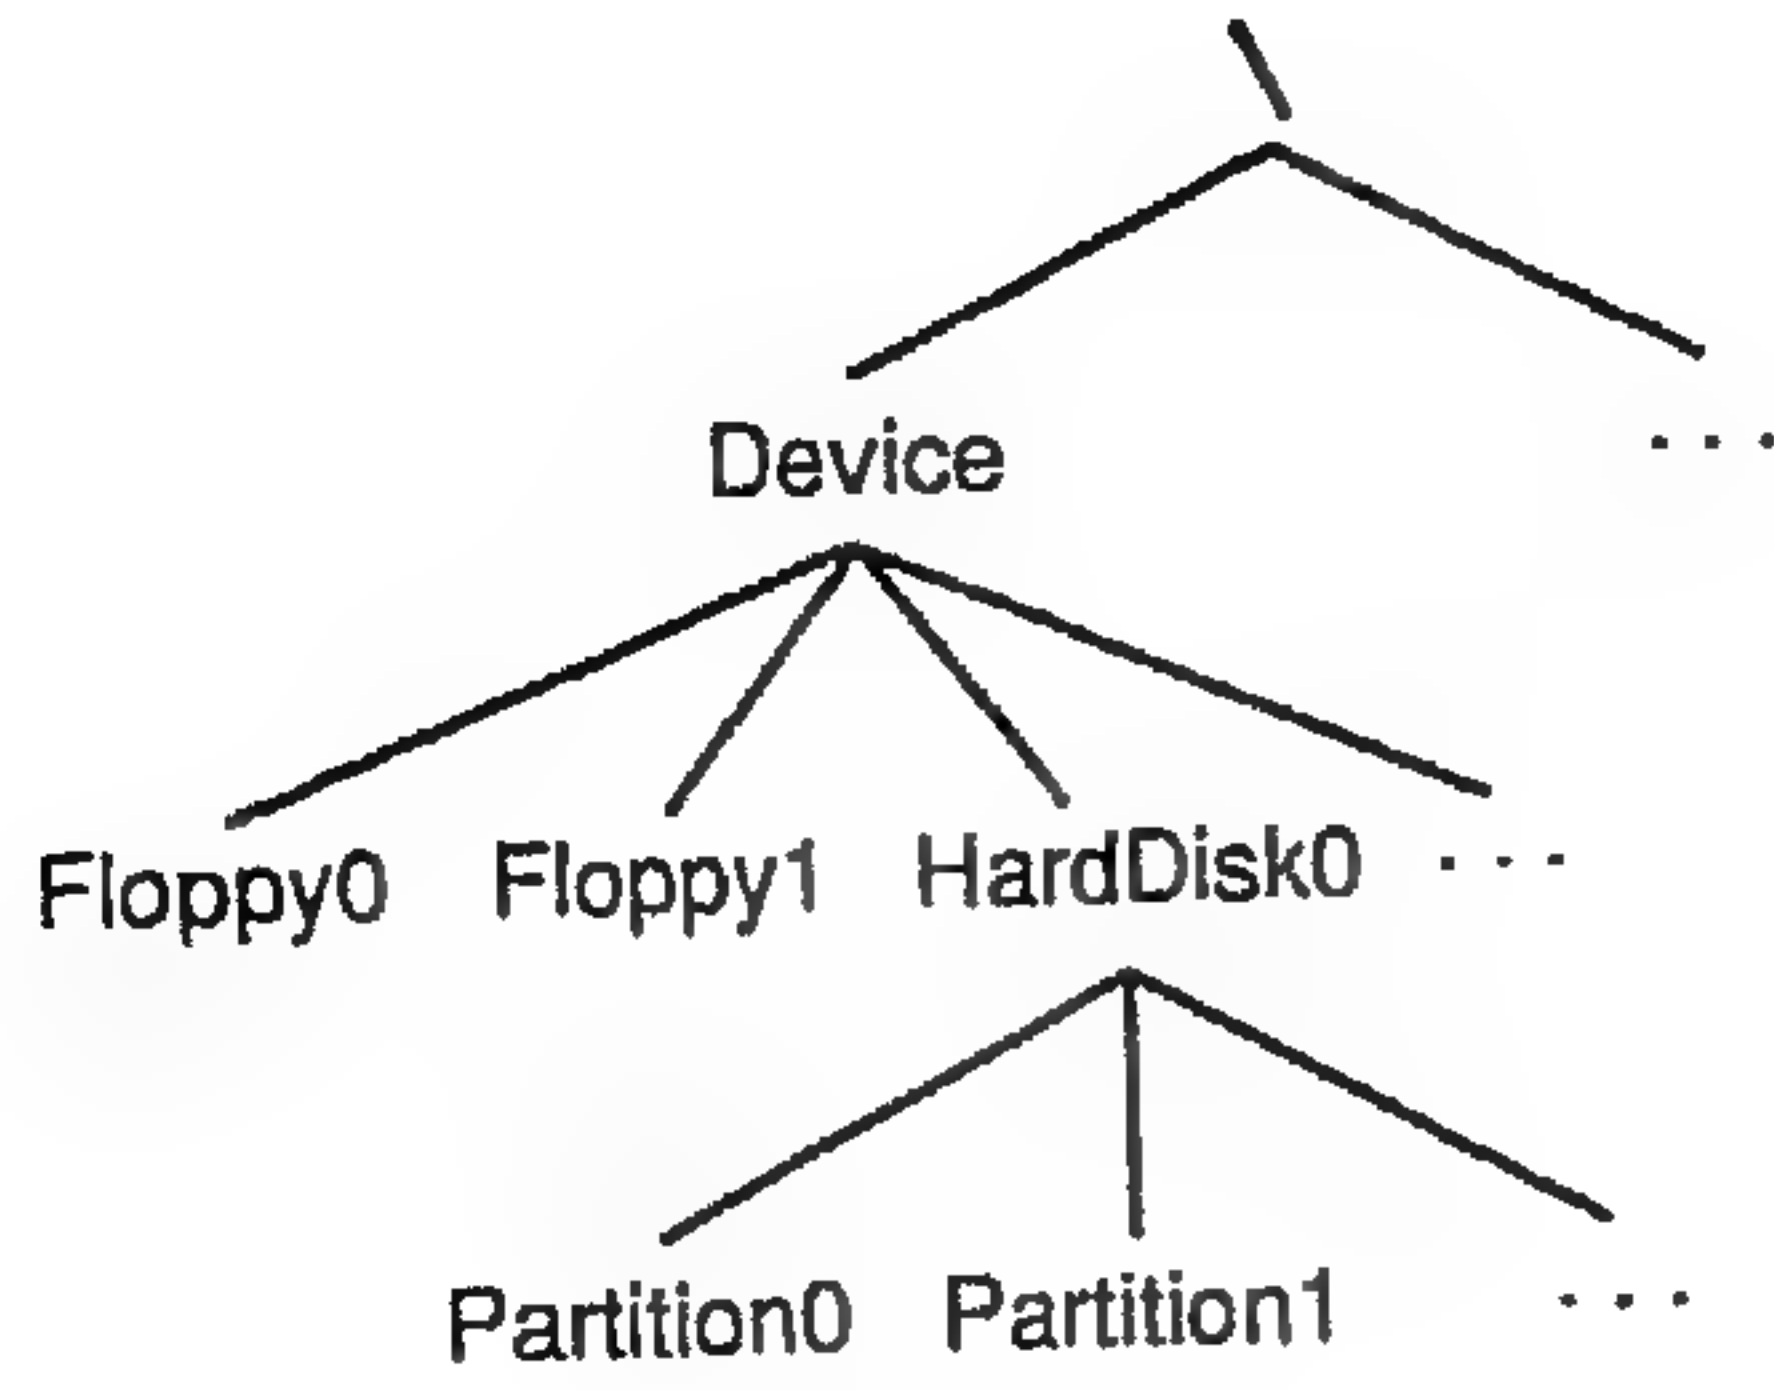 \
Device . . .
Floppy0 Floppy1 HardDisk0 . . .
Partition0 Partition1 . . .